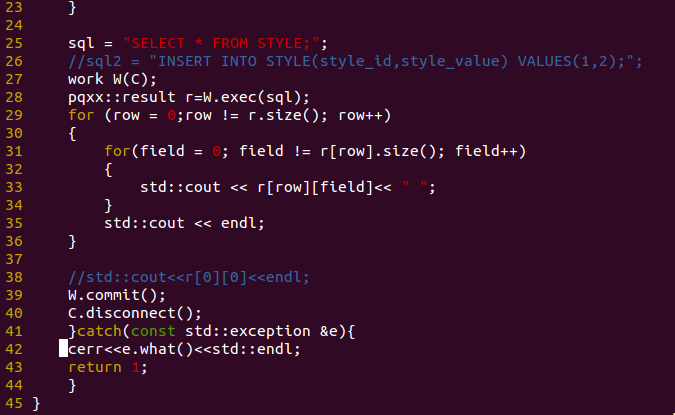 23     }
24
25     sql = "SELECT * FROM STYLE;";
26     //sql2 = "INSERT INTO STYLE(style_id,style_value) VALUES(1,2);";
27     work W(C);
28     pqxx::result r=W.exec(sql);
29     for (row = 0;row != r.size(); row++)
30     {
31         for(field = 0; field != r[row].size(); field++)
32         {
33             std::cout << r[row][field]<< " ";
34         }
35         std::cout << endl;
36     }
37
38     //std::cout<<r[0][0]<<endl;
39     W.commit();
40     C.disconnect();
41     }catch(const std::exception &e){
42     cerr<<e.what()<<std::endl;
43     return 1;
44     }
45 }